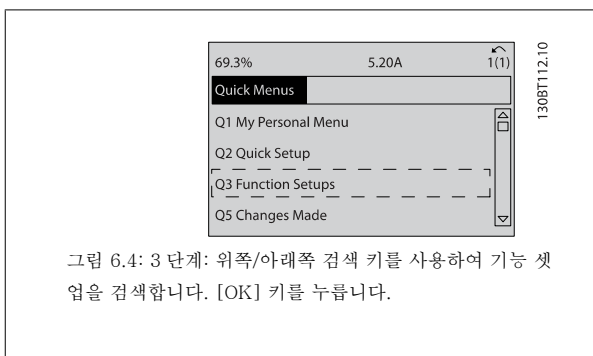 69.3% 5.20A 1(1)
Quick Menus
Q1 My Personal Menu
Q2 Quick Setup
Q3 Function Setups
Q5 Changes Made
130BT112.10
그림 6.4: 3 단계: 위쪽/아래쪽 검색 키를 사용하여 기능 셋
업을 검색합니다. [OK] 키를 누릅니다.